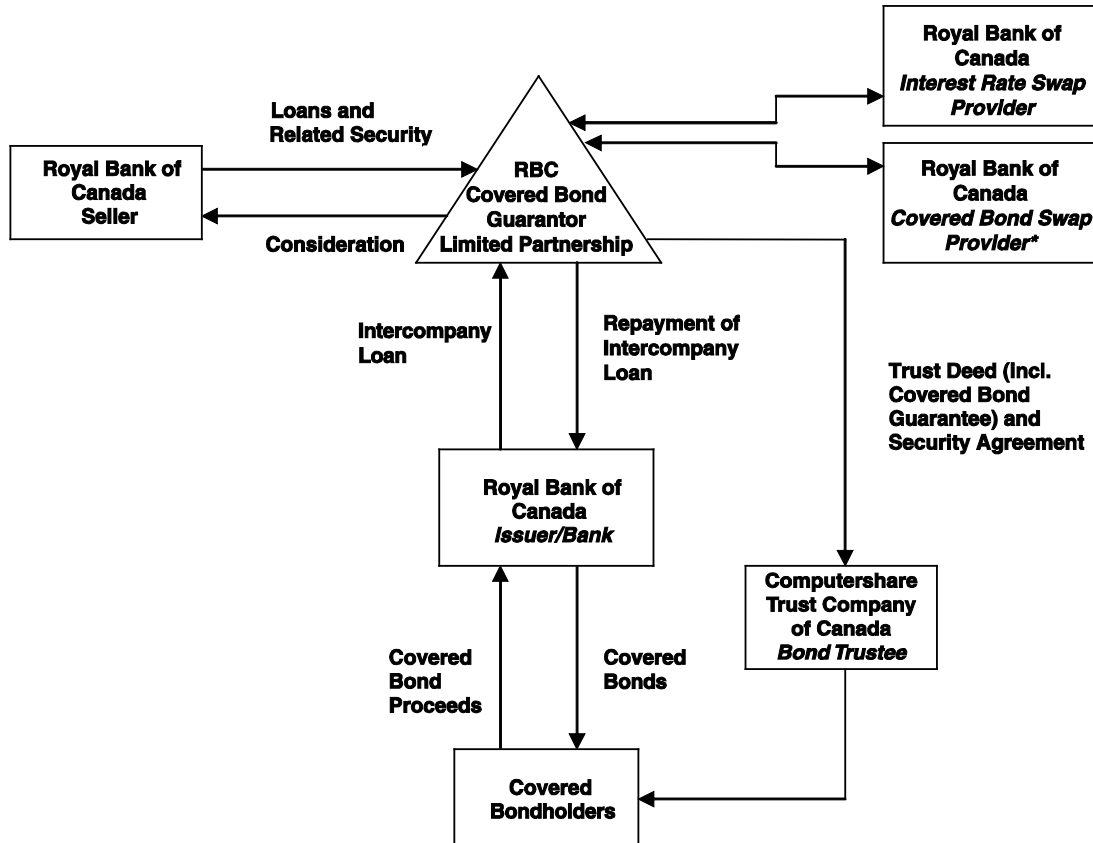 Royal Bank of
Canada
Interest Rate Swap
Provider
Loans and
Related Security
Royal Bank of
Canada
Seller
RBC
Covered Bond
Guarantor
Limited Partnership
Royal Bank of
Canada
Covered Bond Swap
Provider*
Consideration
Intercompany
Loan
Repayment of
Intercompany
Loan
Trust Deed (incl.
Covered Bond
Guarantee) and
Security Agreement
Royal Bank of
Canada
Issuer/Bank
Computershare
Trust Company
of Canada
Bond Trustee
Covered
Bond
Proceeds
Covered
Bonds
Covered
Bondholders